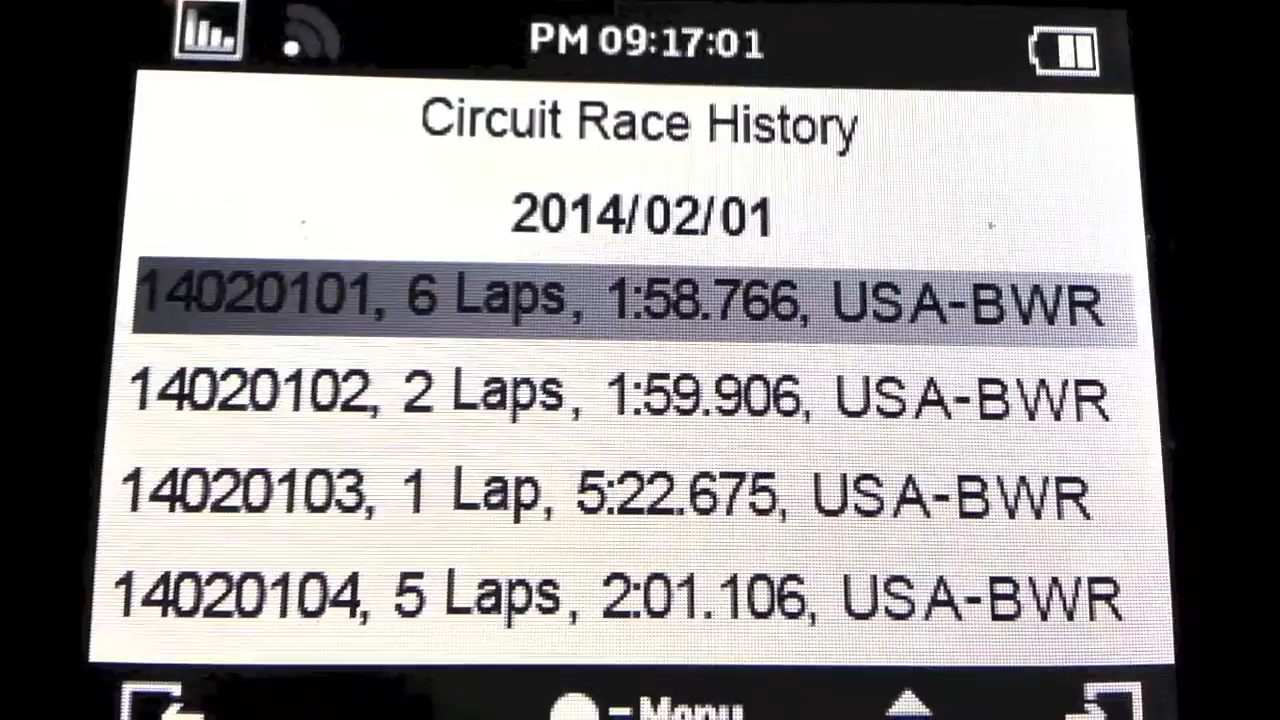 PM 09:17:01
Circuit Race History
2014/02/01
14020101, 6 Laps, 1:58.766, USA-BWR
14020102, 2 Laps, 1:59.906, USA-BWR
14020103, 1 Lap, 5:22.675, USA-BWR
14020104, 5 Laps, 2:01.106, USA-BWR
=Menu